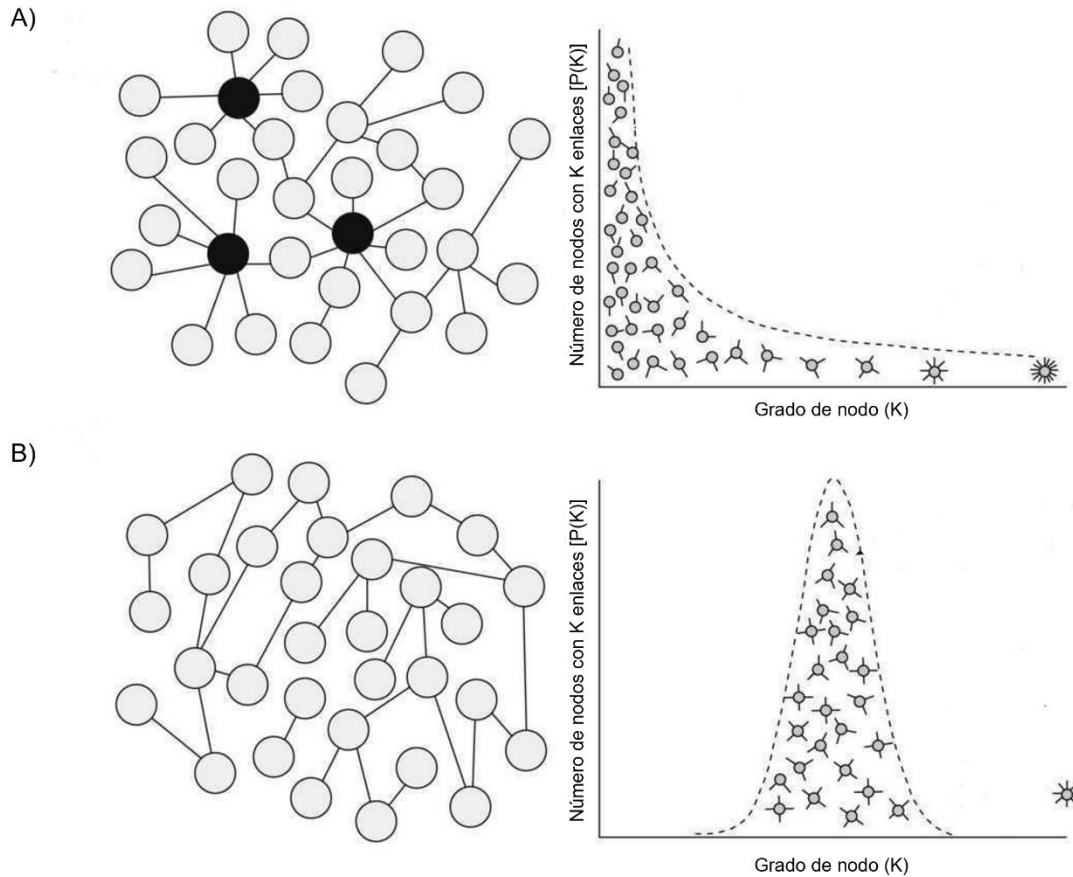 A)
Número de nodos con K enlaces [P(K)]
Grado de nodo (K)
B)
Número de nodos con K enlaces [P(K)]
Grado de nodo (K)